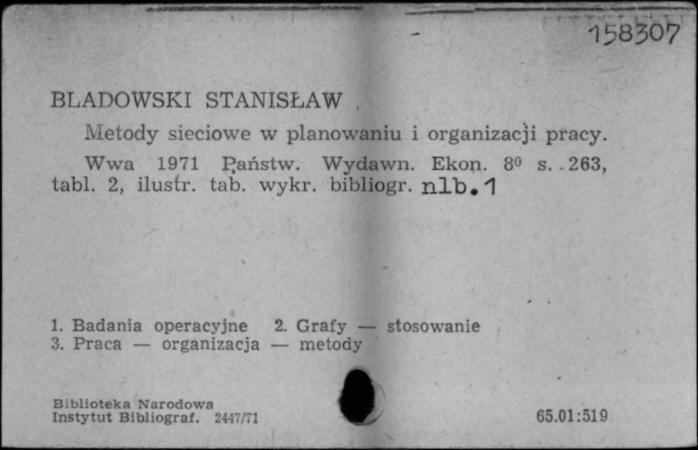 158307
BLADOWSKI STANISŁAW
Metody sieciowe w planowaniu i organizacji pracy.
Wwa 1971 Państw. Wydawn. Ekon. 8⁰ s. 263,
tabl. 2, ilustr. tab. wykr. bibliogr. nlb. 1
1. Badania operacyjne 2. Grafy — stosowanie
3. Praca — organizacja — metody
Biblioteka Narodowa
Instytut Bibliograf. 2447/71
65.01:519